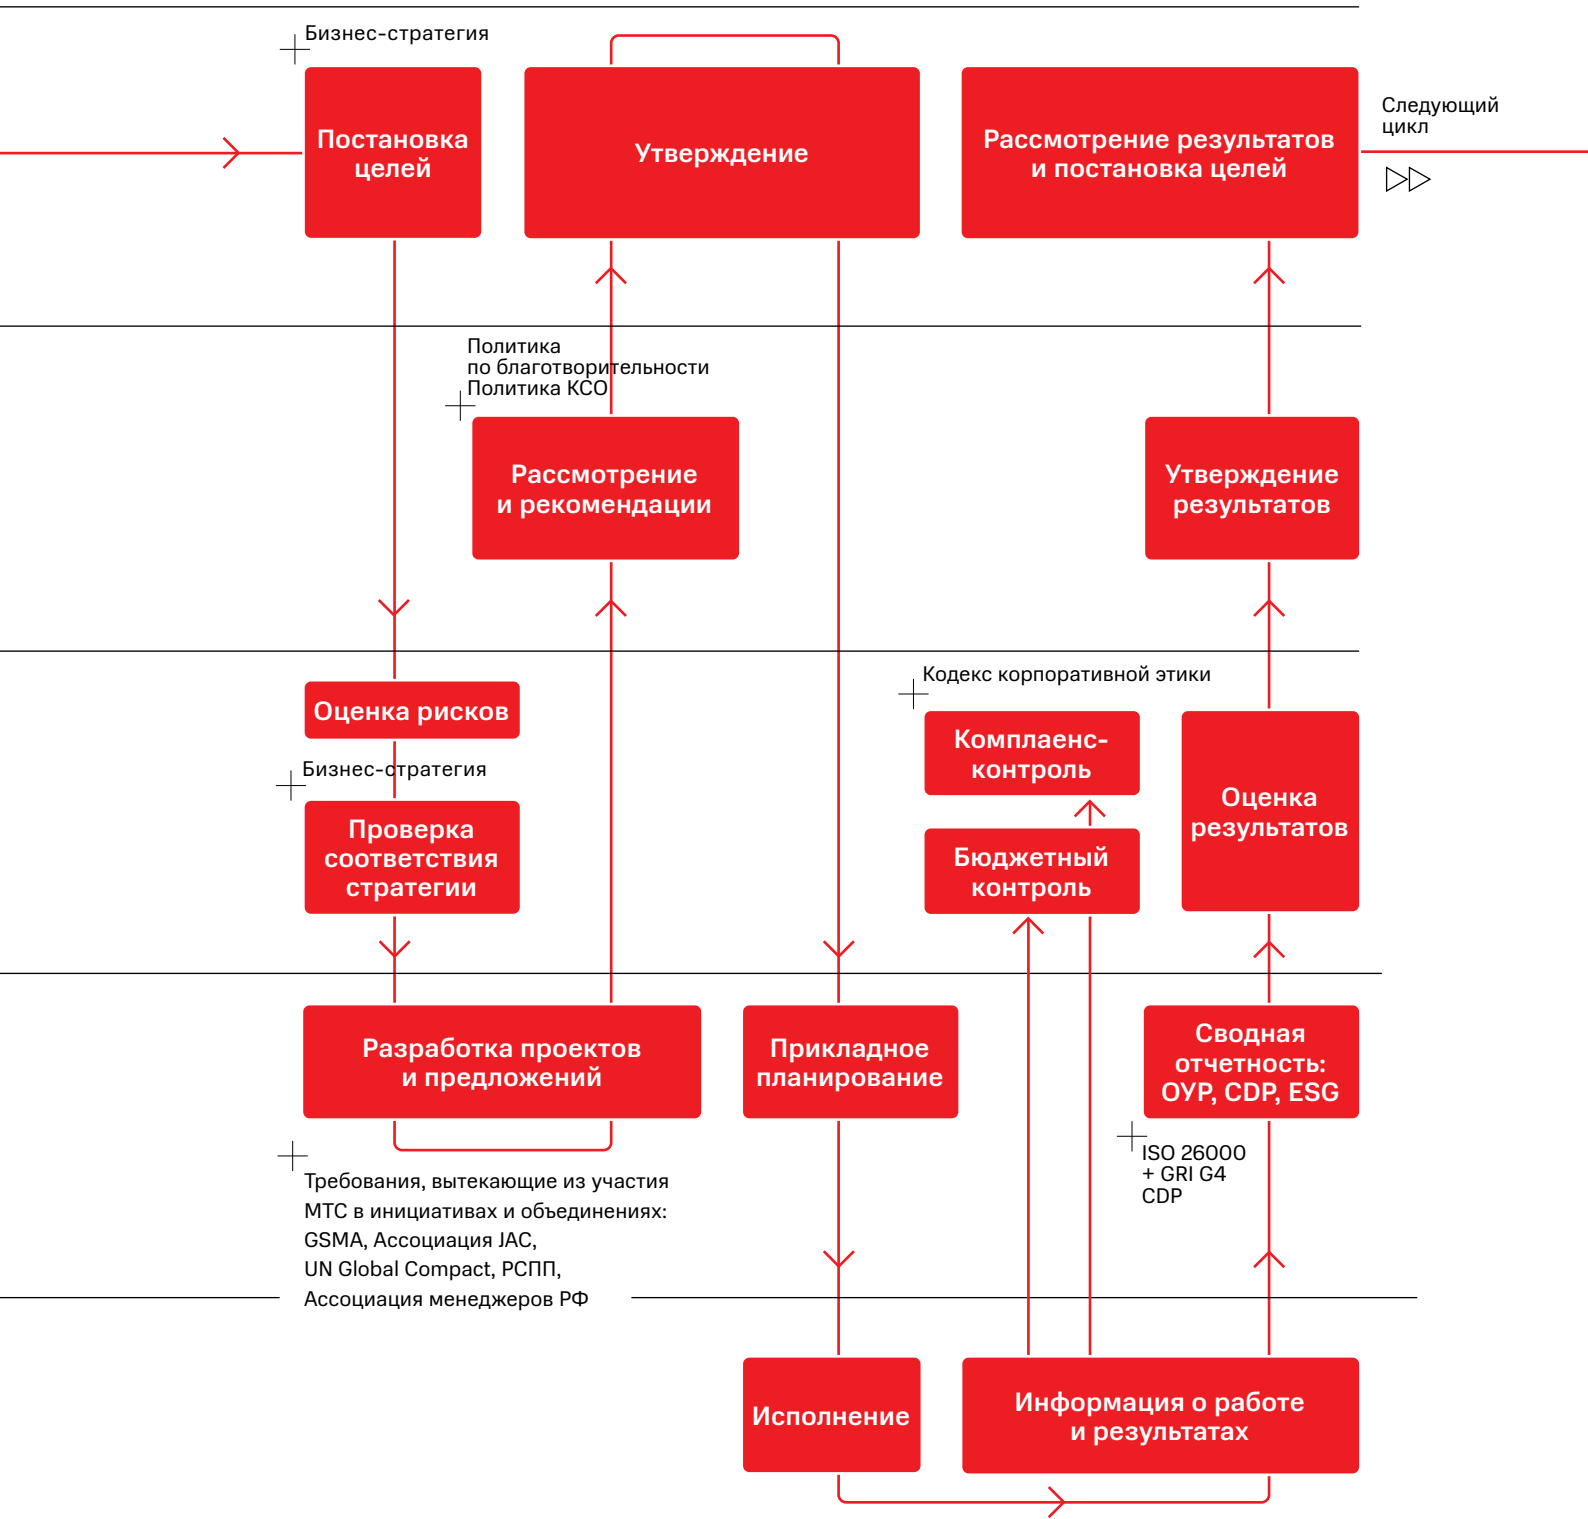 Бизнес-стратегия
Постановка
целей
Утверждение
Рассмотрение результатов
и постановка целей
Следующий
цикл
Политика
по благотворительности
Политика КСО
Рассмотрение
и рекомендации
Утверждение
результатов
Оценка рисков
Бизнес-стратегия
Проверка
соответствия
стратегии
Кодекс корпоративной этики
Комплаенс-
контроль
Бюджетный
контроль
Оценка
результатов
Разработка проектов
и предложений
Прикладное
планирование
Сводная
отчетность:
ОУР, CDP, ESG
Требования, вытекающие из участия
МТС в инициативах и объединениях:
GSMA, Ассоциация JAC,
UN Global Compact, РСПП,
Ассоциация менеджеров РФ
ISO 26000
+ GRI G4
CDP
Исполнение
Информация о работе
и результатах